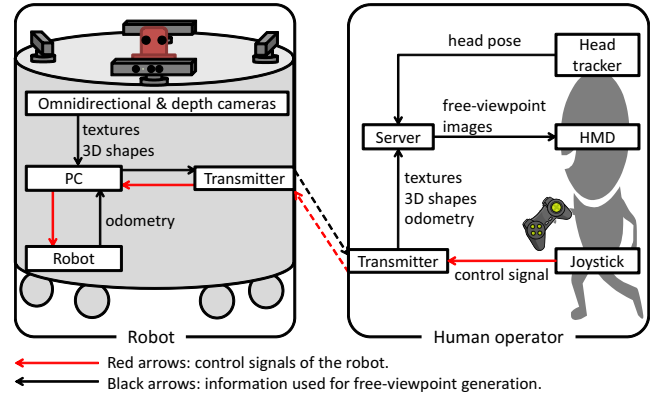 Omnidirectional & depth cameras
textures
3D shapes
PC
Transmitter
odometry
Robot
Robot
head pose
Head
tracker
free-viewpoint
images
Server
HMD
textures
3D shapes
odometry
Transmitter
control signal
Joystick
Human operator
Red arrows: control signals of the robot.
Black arrows: information used for free-viewpoint generation.